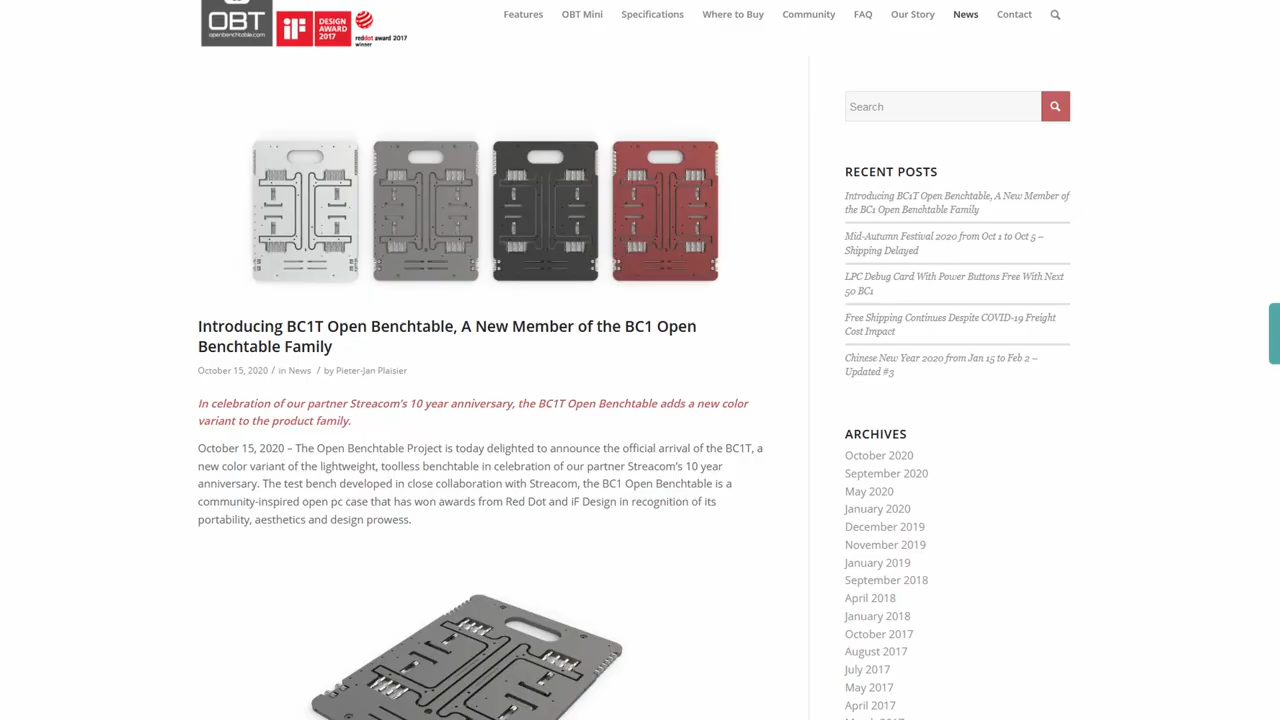 OBT
openbenchtable.com
iF
DESIGN
AWARD
2017
reddot award 2017
winner
Features
OBT Mini
Specifications
Where to Buy
Community
FAQ
Our Story
News
Contact
Search
Introducing BC1T Open Benchtable, A New Member of the BC1 Open
Benchtable Family
October 15, 2020 / in News / by Pieter-Jan Plaisier
In celebration of our partner Streacom's 10 year anniversary, the BC1T Open Benchtable adds a new color
variant to the product family.
October 15, 2020 – The Open Benchtable Project is today delighted to announce the official arrival of the BC1T, a
new color variant of the lightweight, toolless benchtable in celebration of our partner Streacom's 10 year
anniversary. The test bench developed in close collaboration with Streacom, the BC1 Open Benchtable is a
community-inspired open pc case that has won awards from Red Dot and iF Design in recognition of its
portability, aesthetics and design prowess.
RECENT POSTS
Introducing BC1T Open Benchtable, A New Member of
the BC1 Open Benchtable Family
Mid-Autumn Festival 2020 from Oct 1 to Oct 5 –
Shipping Delayed
LPC Debug Card With Power Buttons Free With Next
50 BC1
Free Shipping Continues Despite COVID-19 Freight
Cost Impact
Chinese New Year 2020 from Jan 15 to Feb 2 –
Updated #3
ARCHIVES
October 2020
September 2020
May 2020
January 2020
December 2019
November 2019
January 2019
September 2018
April 2018
January 2018
October 2017
August 2017
July 2017
May 2017
April 2017